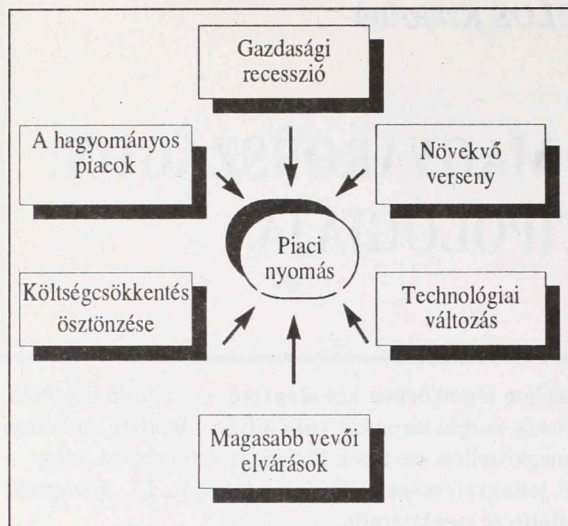 Gazdasági
recesszió
A hagyományos
piacok
Növekvő
verseny
Piaci
nyomás
Költségcsökkentés
ösztönzése
Technológiai
változás
Magasabb vevői
elvárások